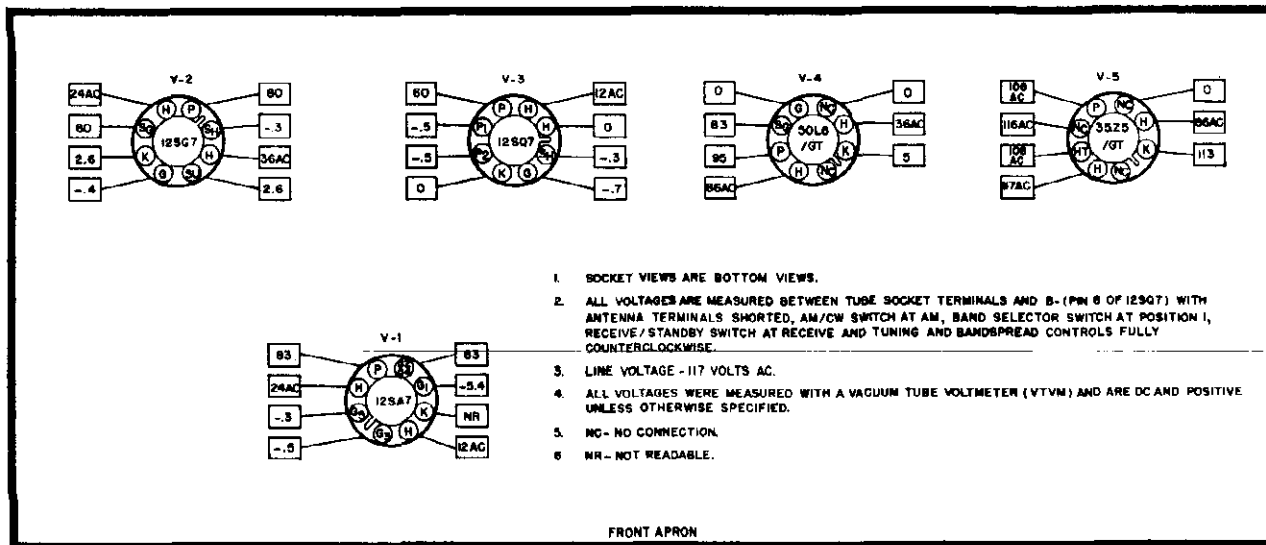 V-2
24AC
80
2.6
-.4
H
P
SG
SH
K
H
G
SU
12SG7
80
-.3
36AC
2.6
V-3
60
-.5
-.5
0
P
H
P1
H
P2
SH
K
G
12SQ7
12AC
0
-.3
-.7
V-4
0
83
95
86AC
G
NC
SG
H
P
K
H
NC
50L6
/GT
0
36AC
5
V-5
108
AC
116AC
108
AC
P
NC
NC
H
HT
K
H
NC
35Z5
/GT
0
86AC
113
V-1
83
24AC
-.3
-.5
P
H
G1
K
G3
H
12SA7
83
-5.4
NR
12AC
1. SOCKET VIEWS ARE BOTTOM VIEWS.
2. ALL VOLTAGES ARE MEASURED BETWEEN TUBE SOCKET TERMINALS AND B- (PIN 6 OF 12SQ7) WITH
ANTENNA TERMINALS SHORTED, AM/CW SWITCH AT AM, BAND SELECTOR SWITCH AT POSITION 1,
RECEIVE/STANDBY SWITCH AT RECEIVE AND TUNING AND BANDSPREAD CONTROLS FULLY
COUNTERCLOCKWISE.
3. LINE VOLTAGE - 117 VOLTS AC.
4. ALL VOLTAGES WERE MEASURED WITH A VACUUM TUBE VOLTMETER (VTVM) AND ARE DC AND POSITIVE
UNLESS OTHERWISE SPECIFIED.
5. NC- NO CONNECTION.
6 NR- NOT READABLE.
FRONT APRON